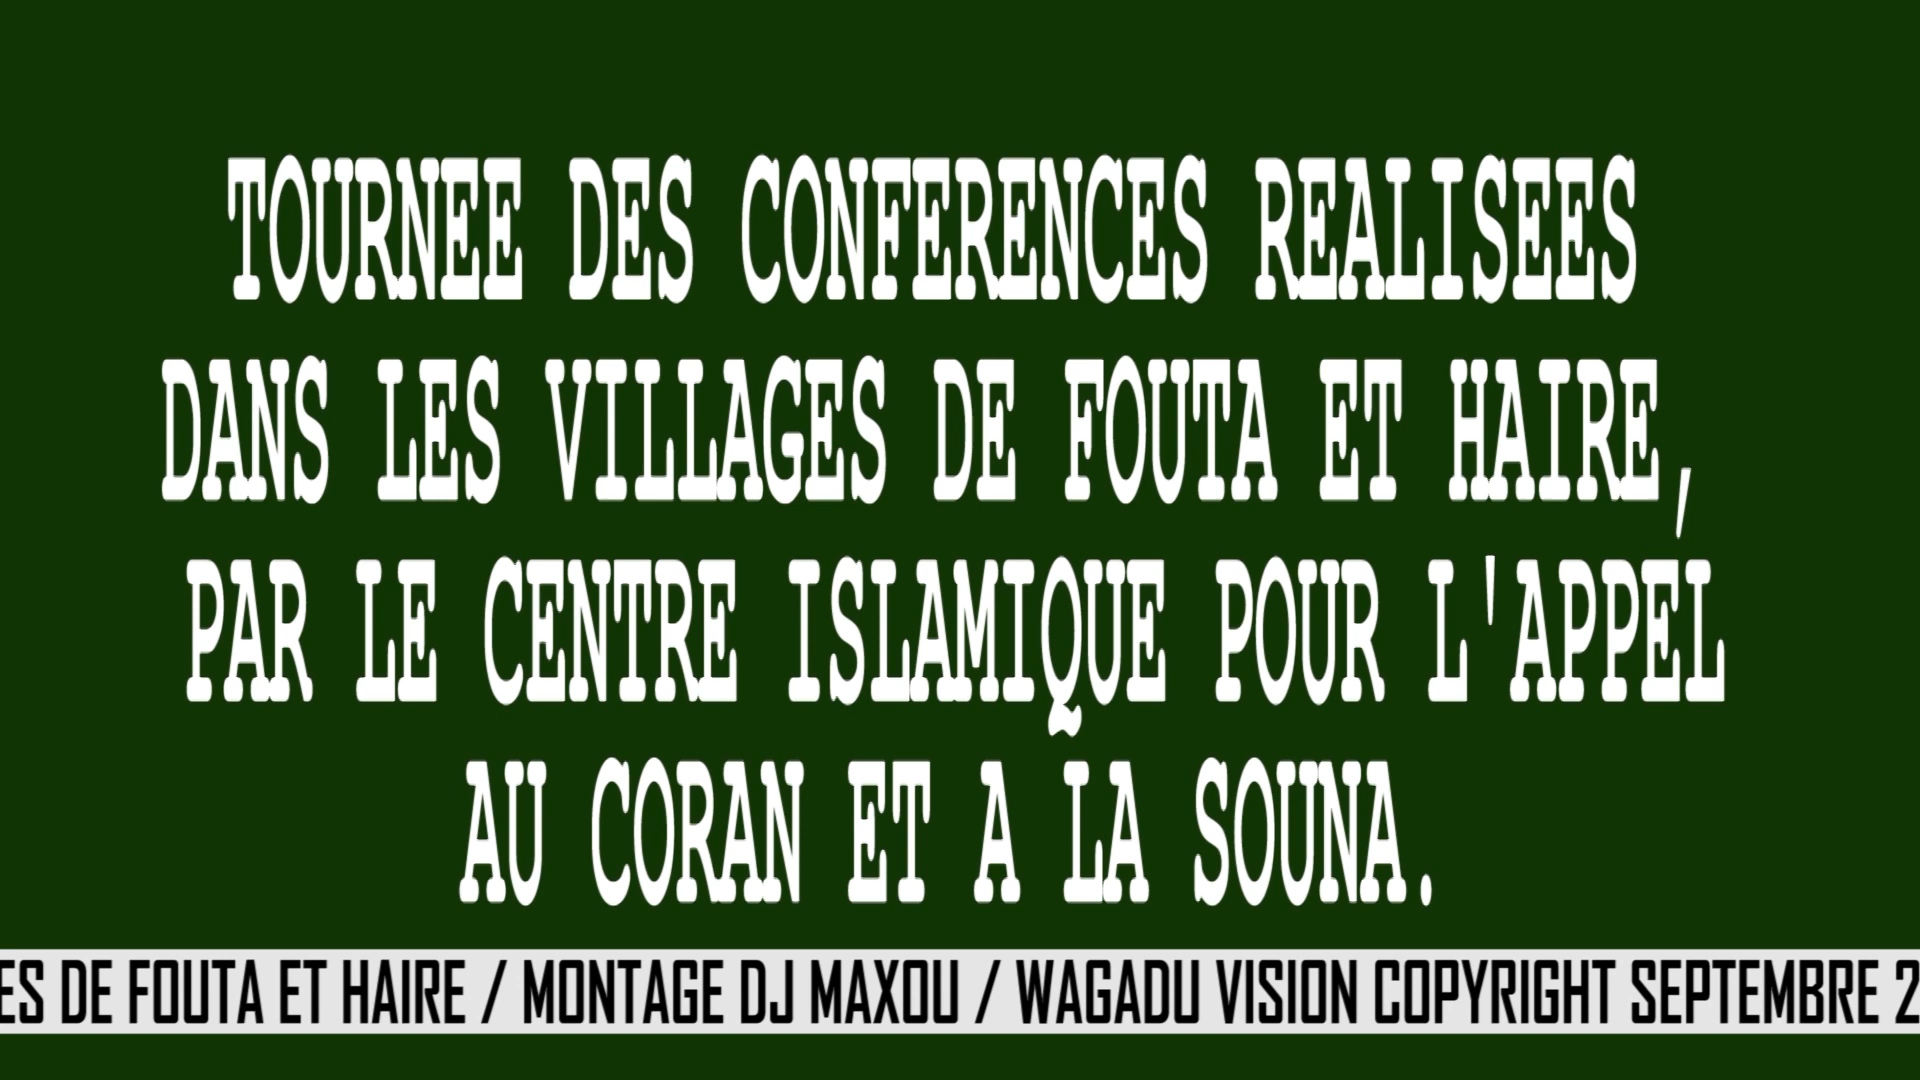 TOURNEE DES CONFERENCES REALISEES
DANS LES VILLAGES DE FOUTA ET HAIRE,
PAR LE CENTRE ISLAMIQUE POUR L'APPEL
AU CORAN ET A LA SOUNA.
ES DE FOUTA ET HAIRE / MONTAGE DJ MAXOU / WAGADU VISION COPYRIGHT SEPTEMBRE 2